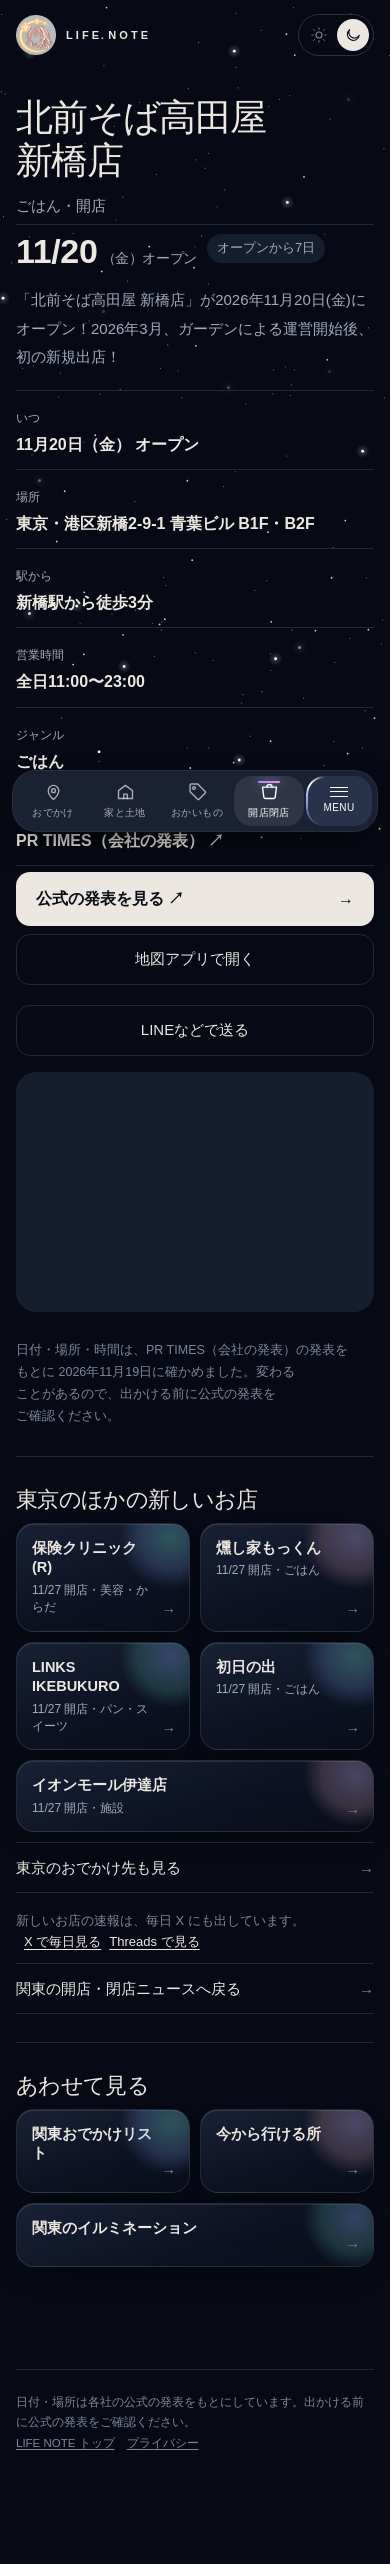 LIFE.NOTE
北前そば高田屋
新橋店
ごはん・開店
11/20 （金）オープン オープンから7日
「北前そば高田屋 新橋店」が2026年11月20日(金)に
オープン！2026年3月、ガーデンによる運営開始後、
初の新規出店！
いつ
11月20日（金） オープン
場所
東京・港区新橋2-9-1 青葉ビル B1F・B2F
駅から
新橋駅から徒歩3分
営業時間
全日11:00〜23:00
ジャンル
ごはん
おでかけ 家と土地 おかいもの 開店閉店 MENU
PR TIMES（会社の発表） ↗
公式の発表を見る ↗ →
地図アプリで開く
LINEなどで送る
日付・場所・時間は、PR TIMES（会社の発表）の発表を
もとに 2026年11月19日に確かめました。変わる
ことがあるので、出かける前に公式の発表を
ご確認ください。
東京のほかの新しいお店
保険クリニック
(R)
11/27 開店・美容・か
らだ →
燻し家もっくん
11/27 開店・ごはん
→
LINKS
IKEBUKURO
11/27 開店・パン・ス
イーツ →
初日の出
11/27 開店・ごはん
→
イオンモール伊達店
11/27 開店・施設 →
東京のおでかけ先も見る →
新しいお店の速報は、毎日 X にも出しています。
X で毎日見る Threads で見る
関東の開店・閉店ニュースへ戻る →
あわせて見る
関東おでかけリス
ト →
今から行ける所
→
関東のイルミネーション
→
日付・場所は各社の公式の発表をもとにしています。出かける前
に公式の発表をご確認ください。
LIFE NOTE トップ プライバシー